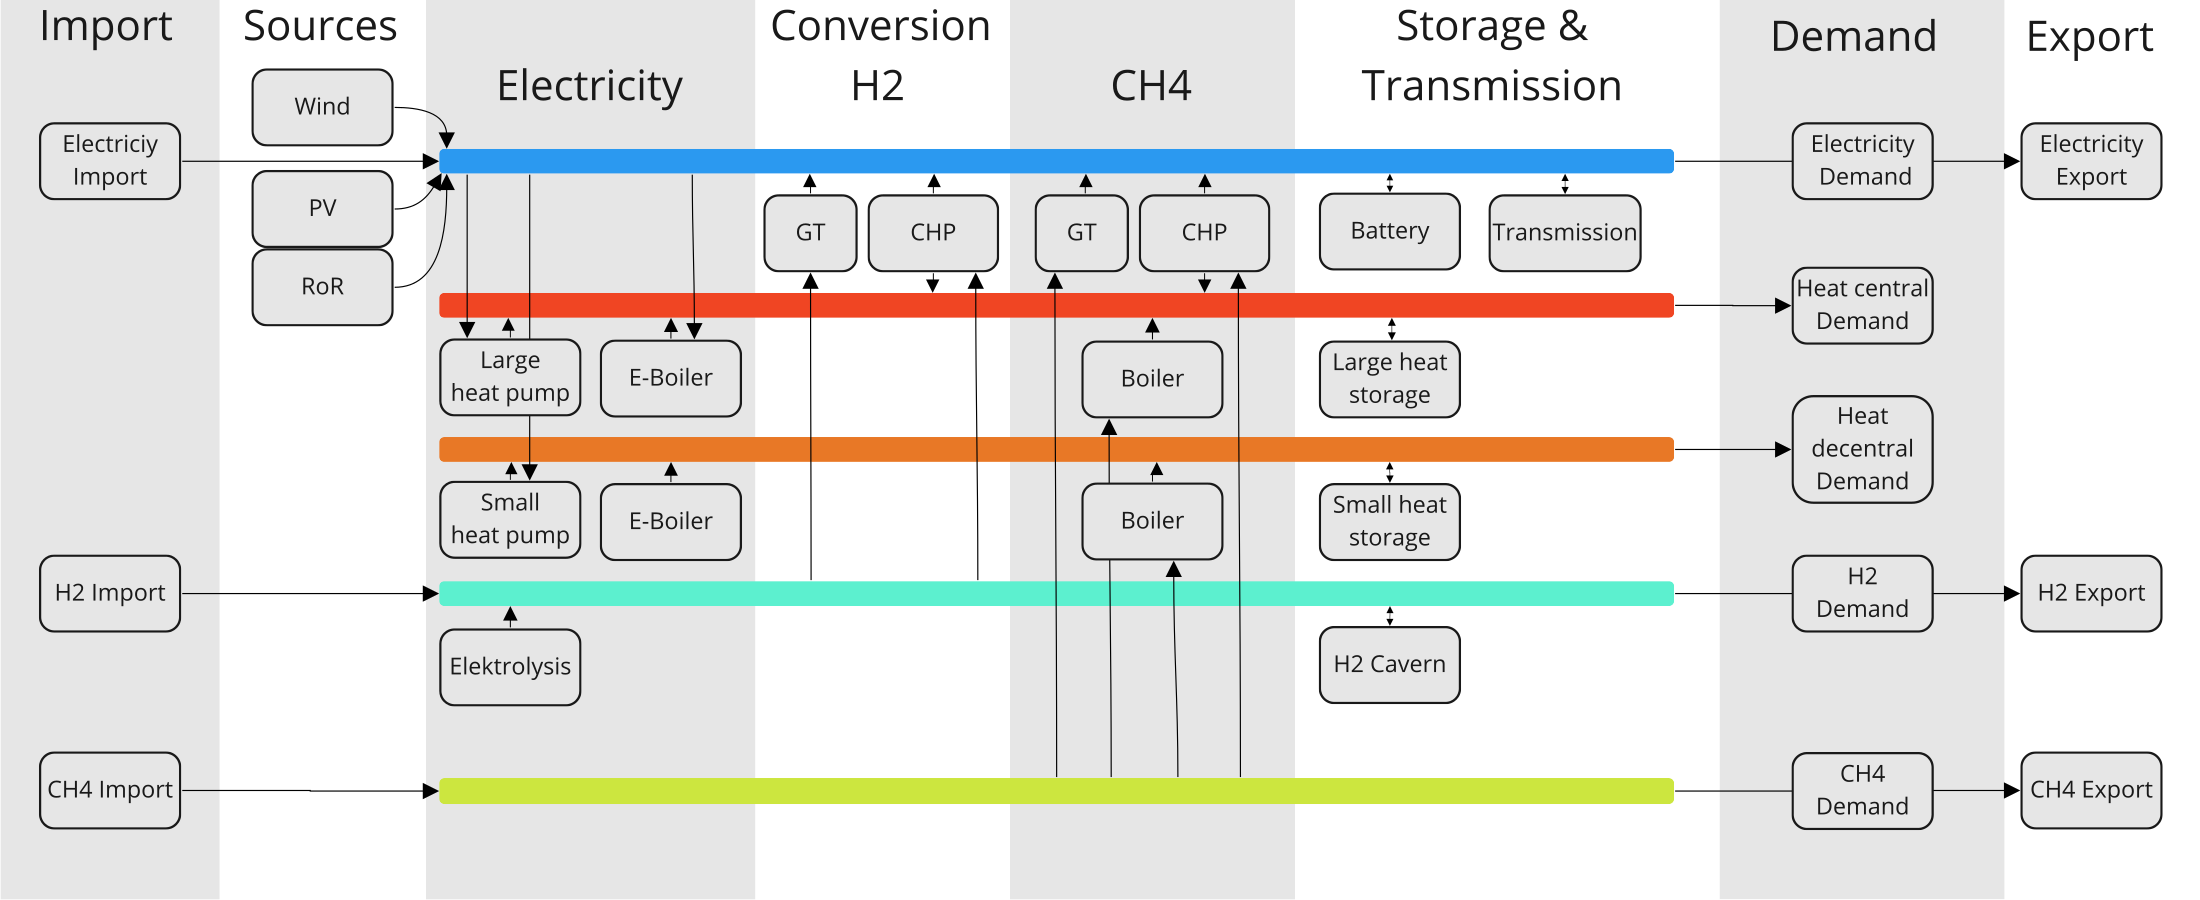 Import
Sources
Conversion
Storage &
Transmission
Demand
Export
Electricity
H2
CH4
Wind
Electriciy
Import
PV
RoR
GT
CHP
GT
CHP
Battery
Transmission
Electricity
Demand
Electricity
Export
Heat central
Demand
Large
heat pump
E-Boiler
Boiler
Large heat
storage
Heat
decentral
Demand
Small
heat pump
E-Boiler
Boiler
Small heat
storage
H2 Import
H2
Demand
H2 Export
Elektrolysis
H2 Cavern
CH4 Import
CH4
Demand
CH4 Export